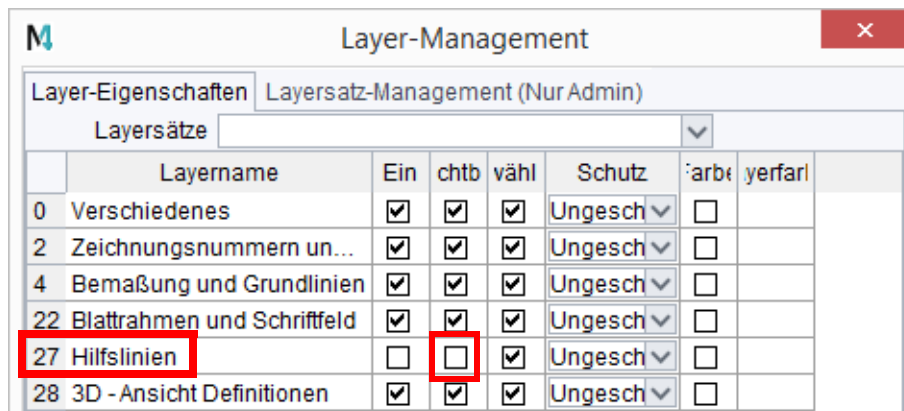 Layer-Management
Layer-Eigenschaften Layersatz-Management (Nur Admin)
Layersätze
Layername Ein chtb vähl Schutz Farbe yerfarl
0 Verschiedenes Ungesch
2 Zeichnungsnummern un...  Ungesch
4 Bemaßung und Grundlinien Ungesch
22 Blattrahmen und Schriftfeld Ungesch
27 Hilfslinien Ungesch
28 3D - Ansicht Definitionen Ungesch